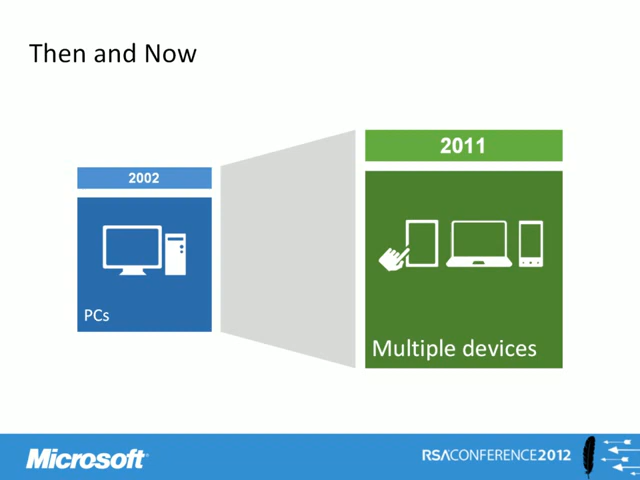 Then and Now
2002
2011
PCs
Multiple devices
Microsoft
RSACONFERENCE2012